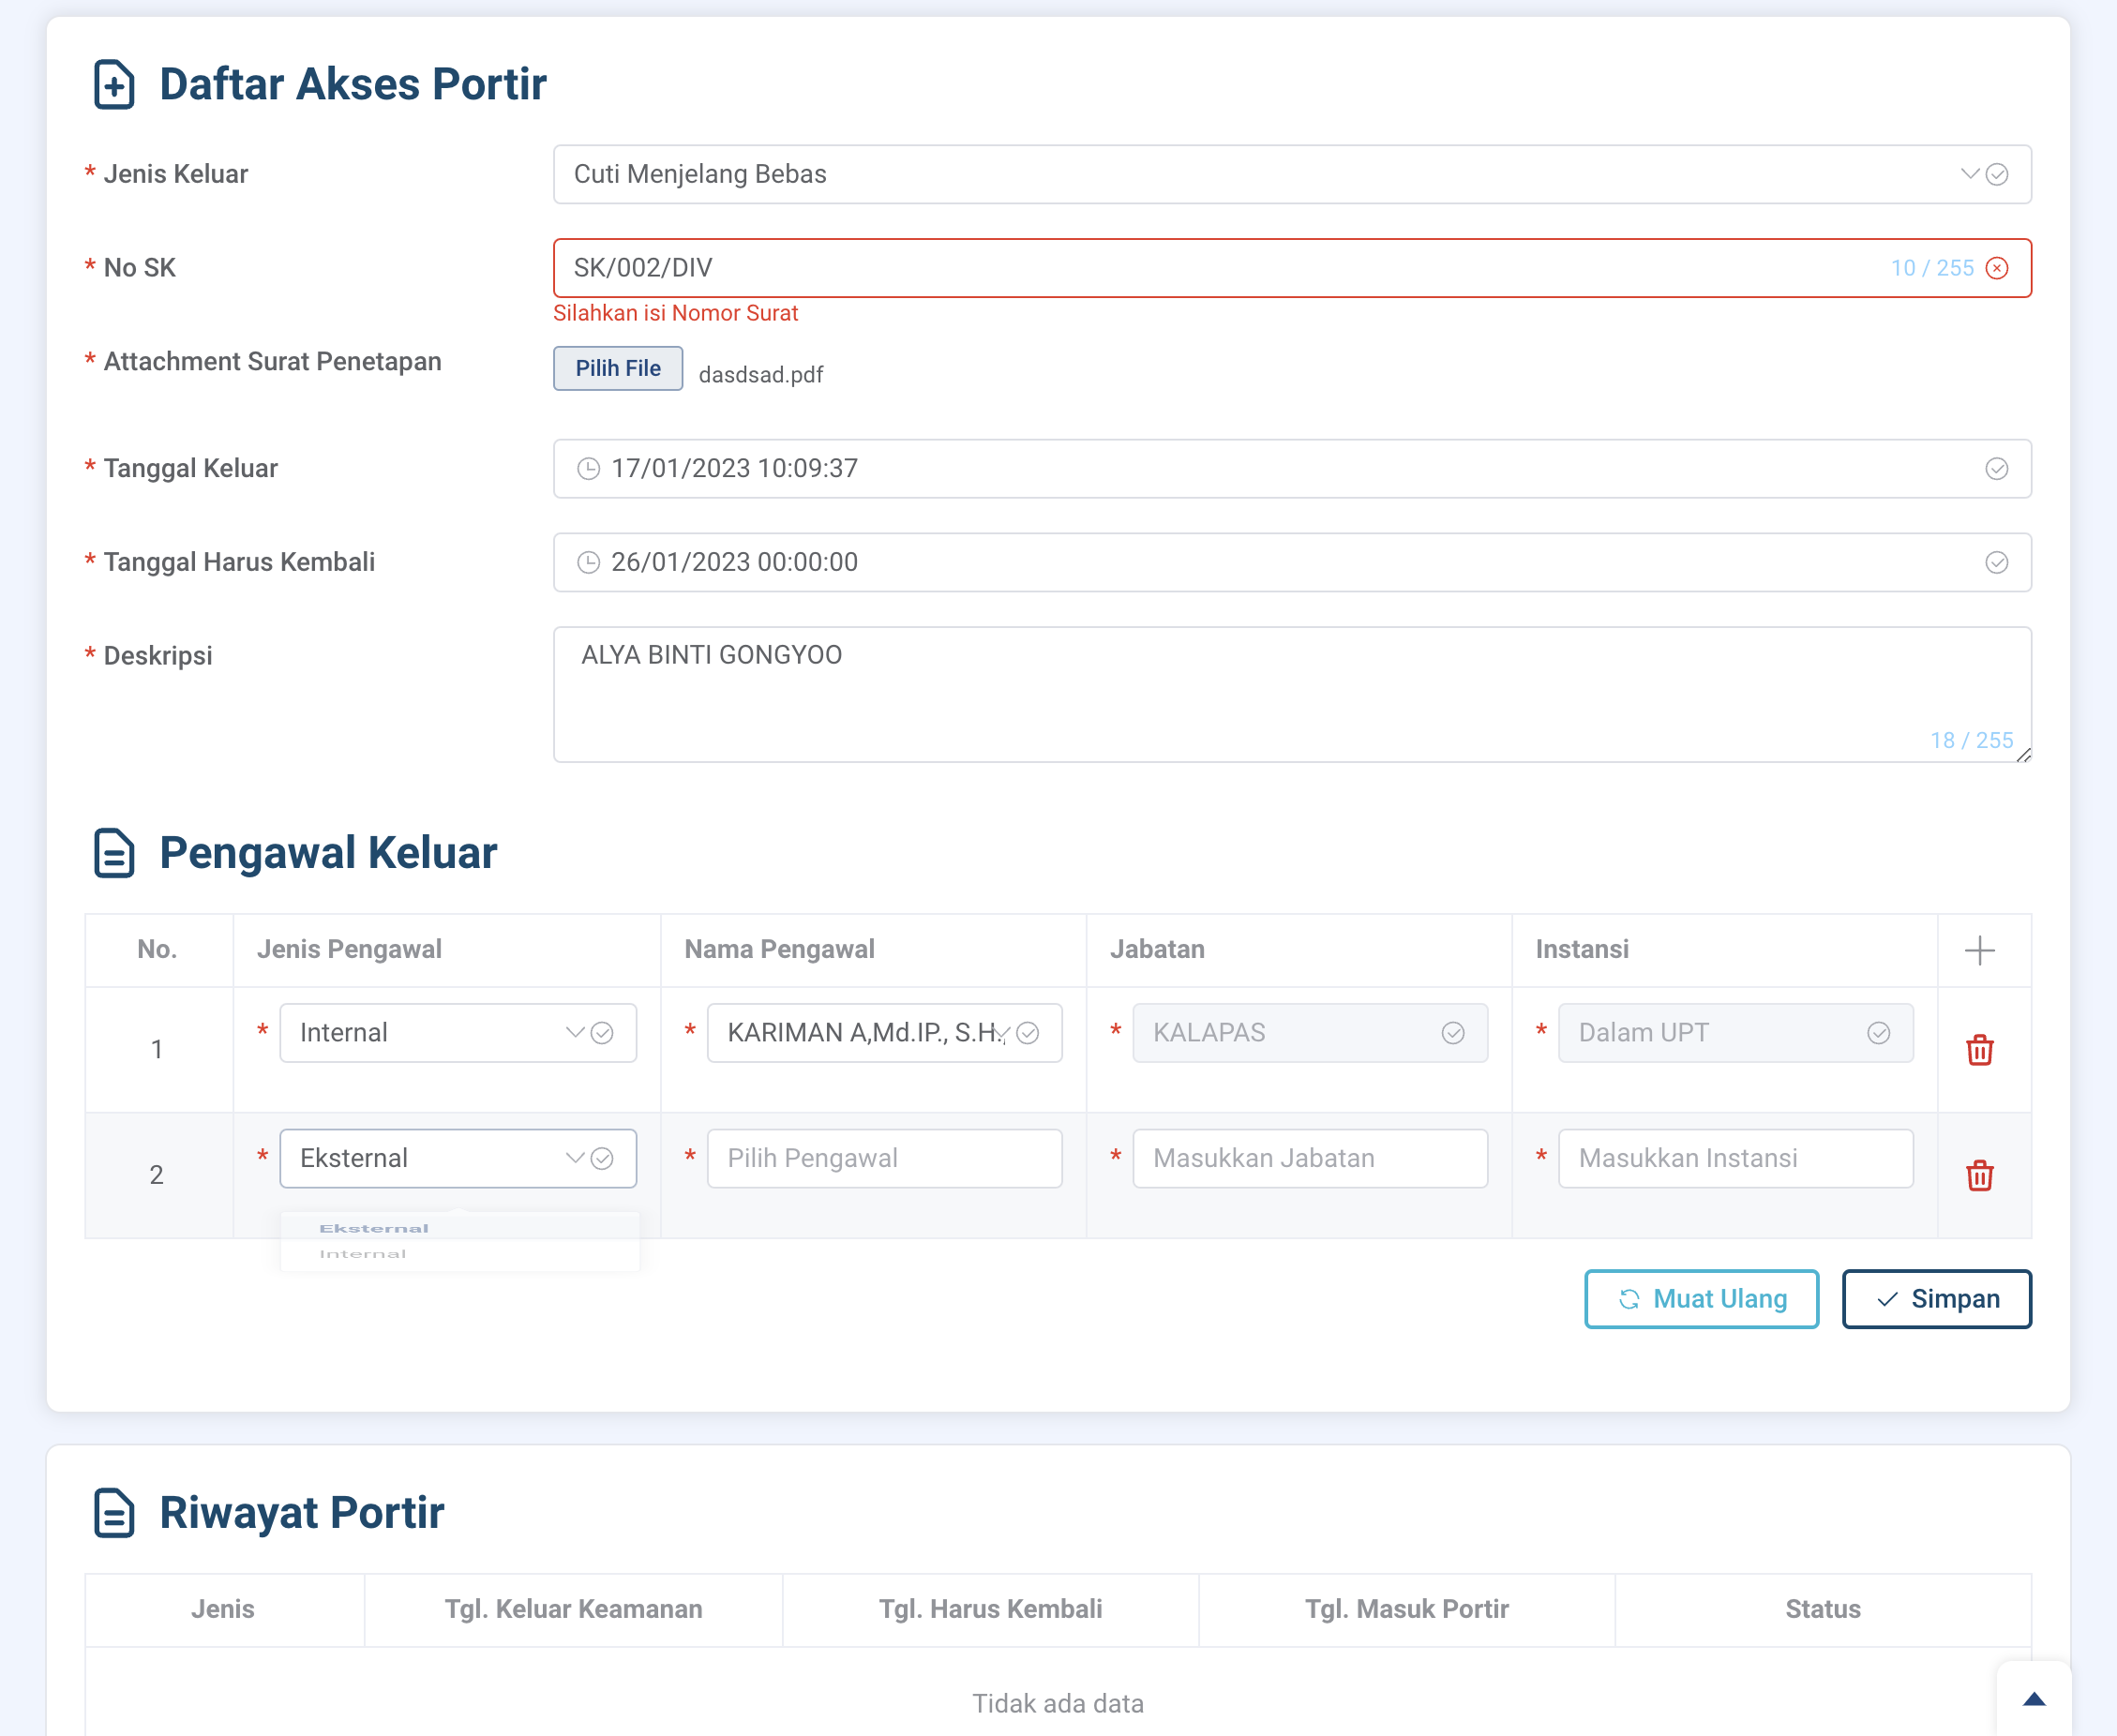 Daftar Akses Portir
* Jenis Keluar
Cuti Menjelang Bebas
* No SK
SK/002/DIV
10 / 255
Silahkan isi Nomor Surat
* Attachment Surat Penetapan
Pilih File
dasdsad.pdf
* Tanggal Keluar
17/01/2023 10:09:37
* Tanggal Harus Kembali
26/01/2023 00:00:00
* Deskripsi
ALYA BINTI GONGYOO
18 / 255
Pengawal Keluar
No. Jenis Pengawal Nama Pengawal Jabatan Instansi
1 * Internal * KARIMAN A,Md.IP., S.H., * KALAPAS * Dalam UPT
2 * Eksternal * Pilih Pengawal * Masukkan Jabatan * Masukkan Instansi
Eksternal
Internal
Muat Ulang
Simpan
Riwayat Portir
Jenis Tgl. Keluar Keamanan Tgl. Harus Kembali Tgl. Masuk Portir Status
Tidak ada data